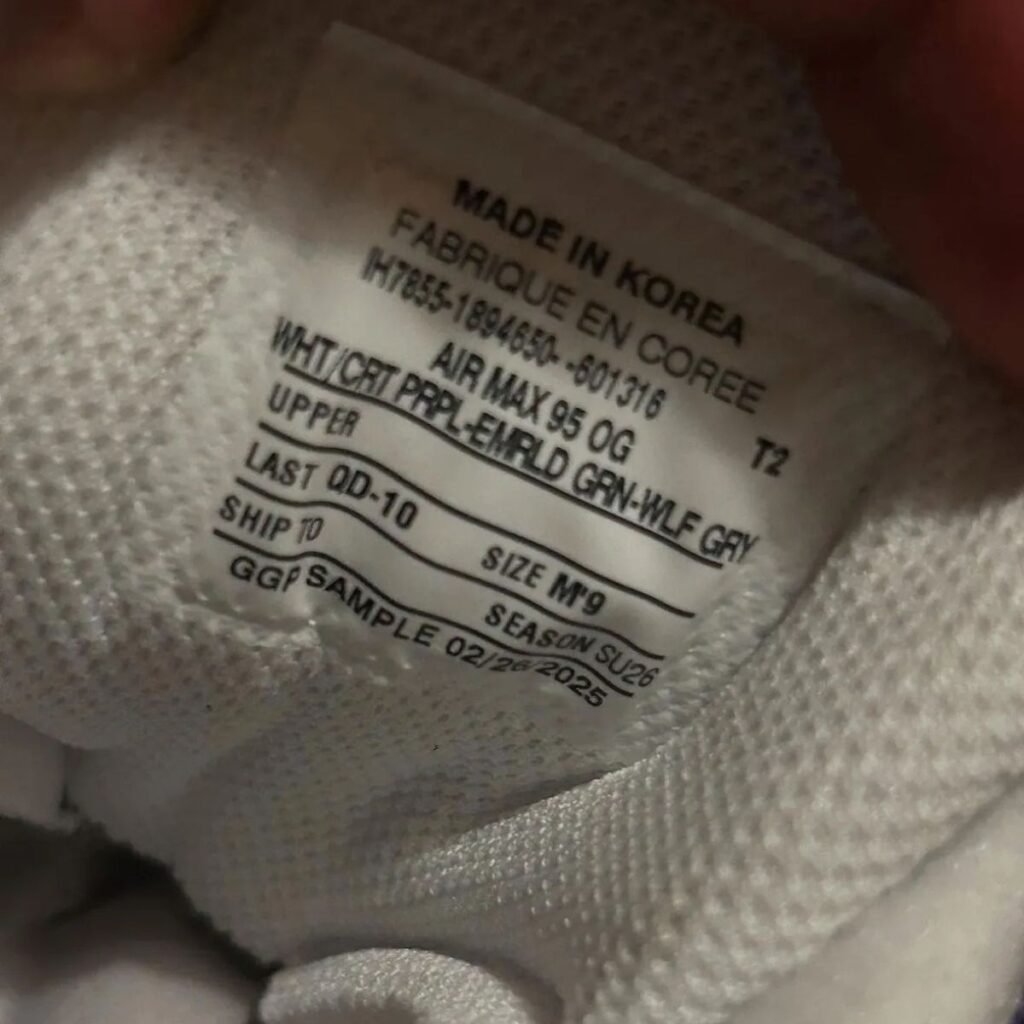 MADE IN KOREA
FABRIQUE EN COREE
IH7855-1894650- -601316
AIR MAX 95 OG T2
WHT/CRT PRPL-EMRLD GRN-WLF GRY
UPPER
LAST QD-10 SIZE M'9
SHIP TO SEASON SU26
GGP SAMPLE 02/26/2025